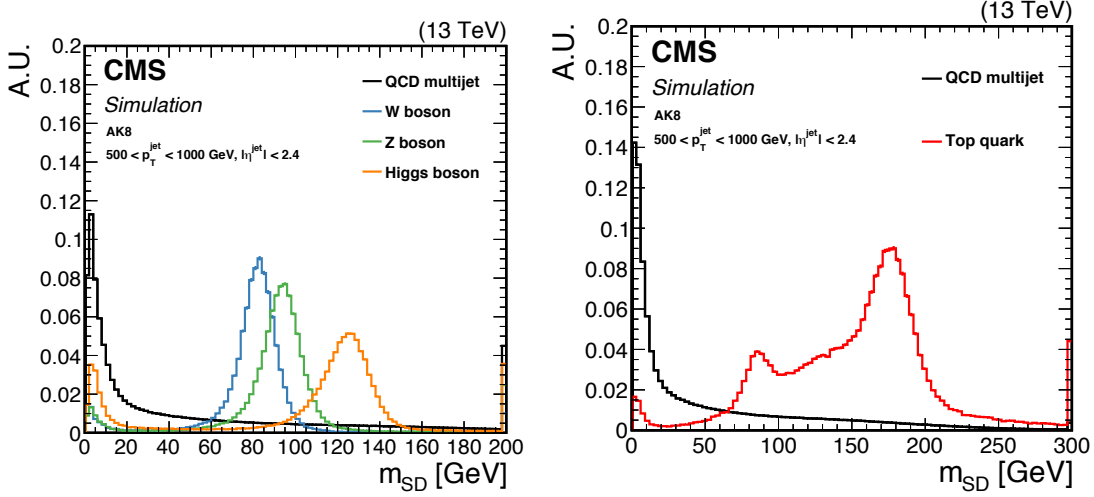 (13 TeV)
A.U.
0.2
0.18
0.16
0.14
0.12
0.1
0.08
0.06
0.04
0.02
0
CMS
Simulation
AK8
500 < p_T^jet < 1000 GeV, |η^jet| < 2.4
QCD multijet
W boson
Z boson
Higgs boson
0 20 40 60 80 100 120 140 160 180 200
m_SD [GeV]
(13 TeV)
A.U.
0.2
0.18
0.16
0.14
0.12
0.1
0.08
0.06
0.04
0.02
0
CMS
Simulation
AK8
500 < p_T^jet < 1000 GeV, |η^jet| < 2.4
QCD multijet
Top quark
0 50 100 150 200 250 300
m_SD [GeV]